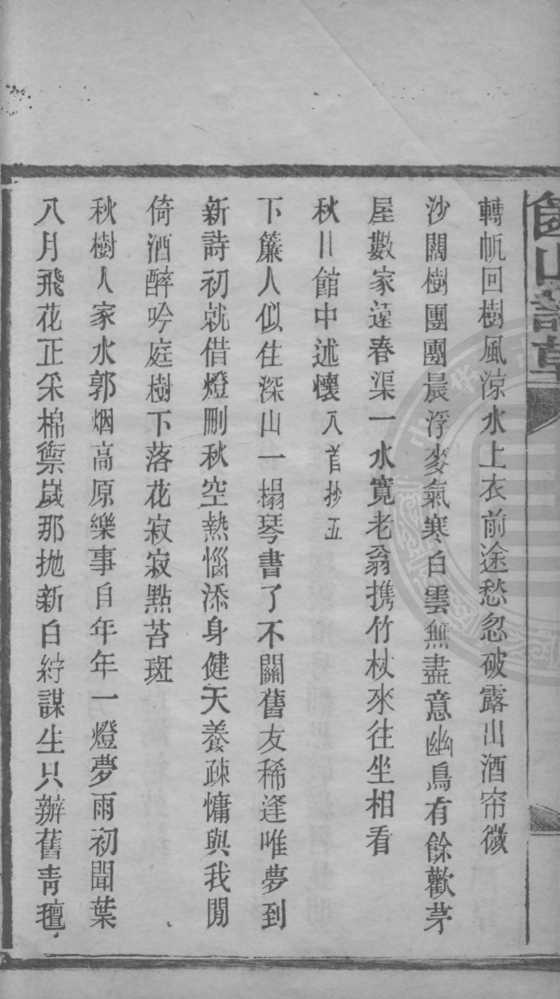 轉帆回樹風涼水上衣前途愁忽破露出酒帘微
沙闊樹團團晨浮麥氣寒白雲無盡意幽鳥有餘歡茅
屋數家遠春渠一水寬老翁携竹杖來往坐相看
秋川館中述懷八首抄五
下簾人似住深山一榻琴書了不關舊友稀逢唯夢到
新詩初就借燈刪秋空熱惱添身健天養疎慵與我閒
倚酒醉吟庭樹下落花寂寂點苔斑
秋樹人家水郭烟高原樂事自年年一燈夢雨初聞葉
八月飛花正采棉禦嵗那抛新白紵謀生只辦舊靑氊